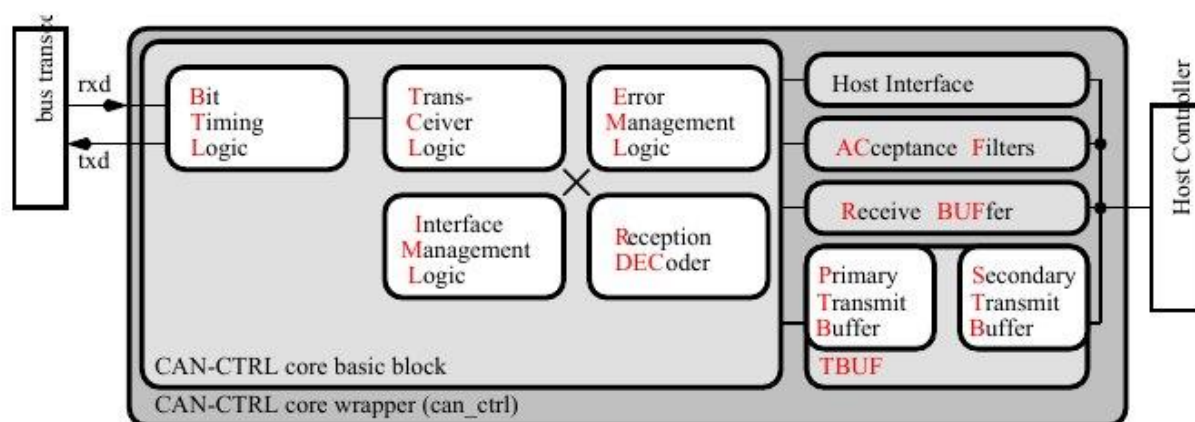 bus
rxd
txd
Bit
Timing
Logic
Trans-
Ceiver
Logic
Error
Management
Logic
Interface
Management
Logic
Reception
DECoder
CAN-CTRL core basic block
CAN-CTRL core wrapper (can_ctrl)
Host Interface
ACceptance Filters
Receive BUFfer
Primary
Transmit
Buffer
Secondary
Transmit
Buffer
TBUF
Host Controller